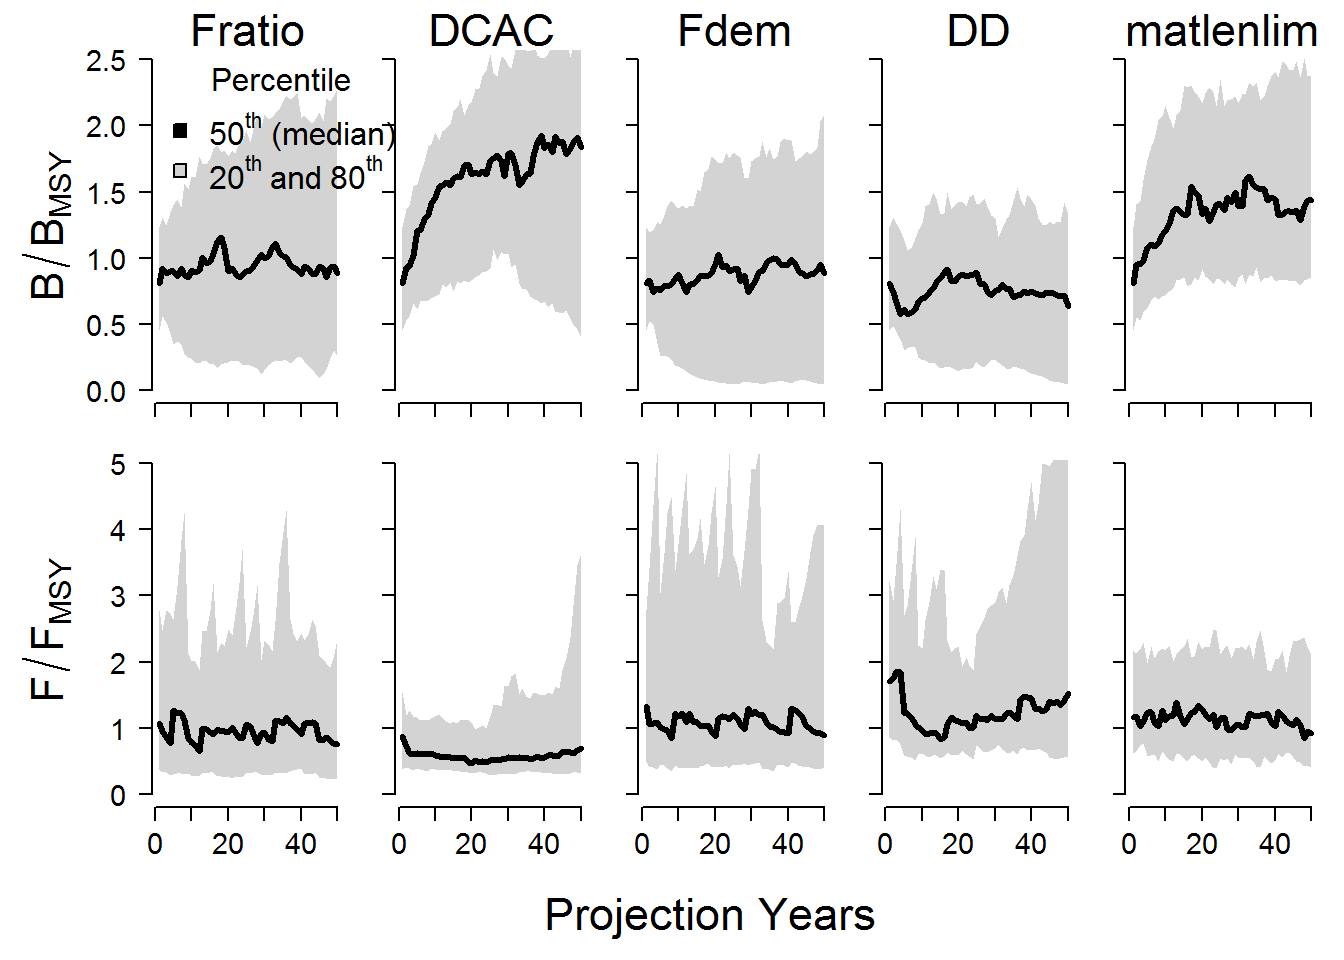 Fratio DCAC Fdem DD matlenlim
Percentile
50th (median)
20th and 80th
B / BMSY
2.5
2.0
1.5
1.0
0.5
0.0
F / FMSY
5
4
3
2
1
0
0 20 40 0 20 40 0 20 40 0 20 40 0 20 40
Projection Years